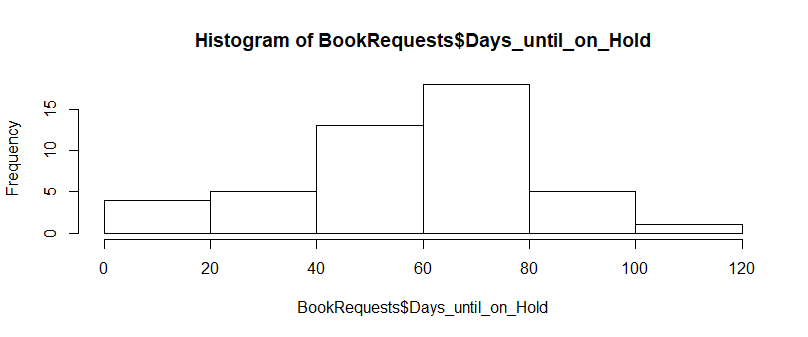 Histogram of BookRequests$Days_until_on_Hold
Frequency
15
10
5
0
0 20 40 60 80 100 120
BookRequests$Days_until_on_Hold